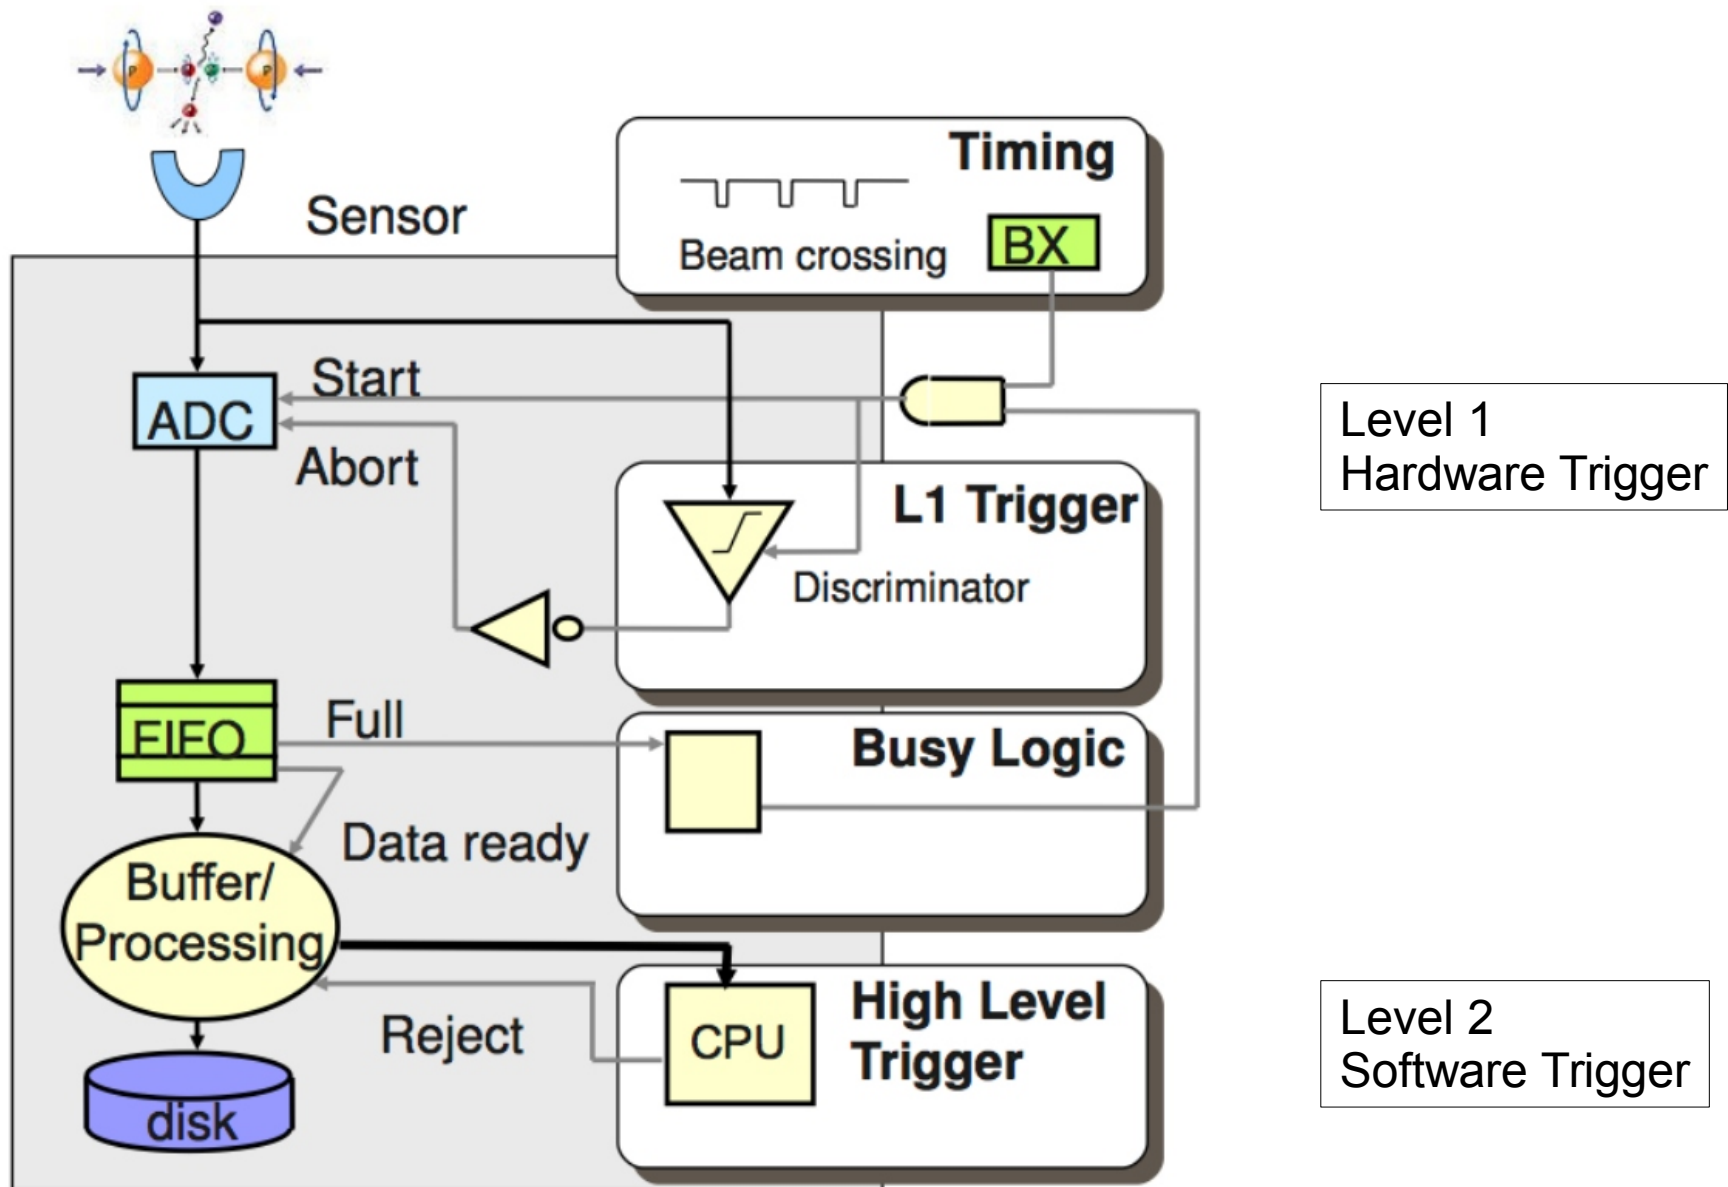 P
P
Sensor
Timing
Beam crossing
BX
Start
ADC
Abort
L1 Trigger
Discriminator
Level 1
Hardware Trigger
FIFO
Full
Busy Logic
Data ready
Buffer/
Processing
Reject
CPU
High Level
Trigger
Level 2
Software Trigger
disk